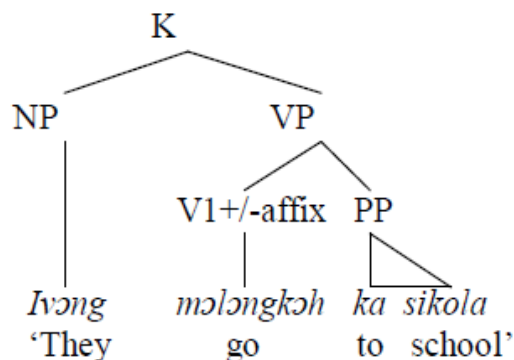 K
NP VP
V1+/-affix PP
Ivəng mələngkəh ka sikola
‘They go to school’